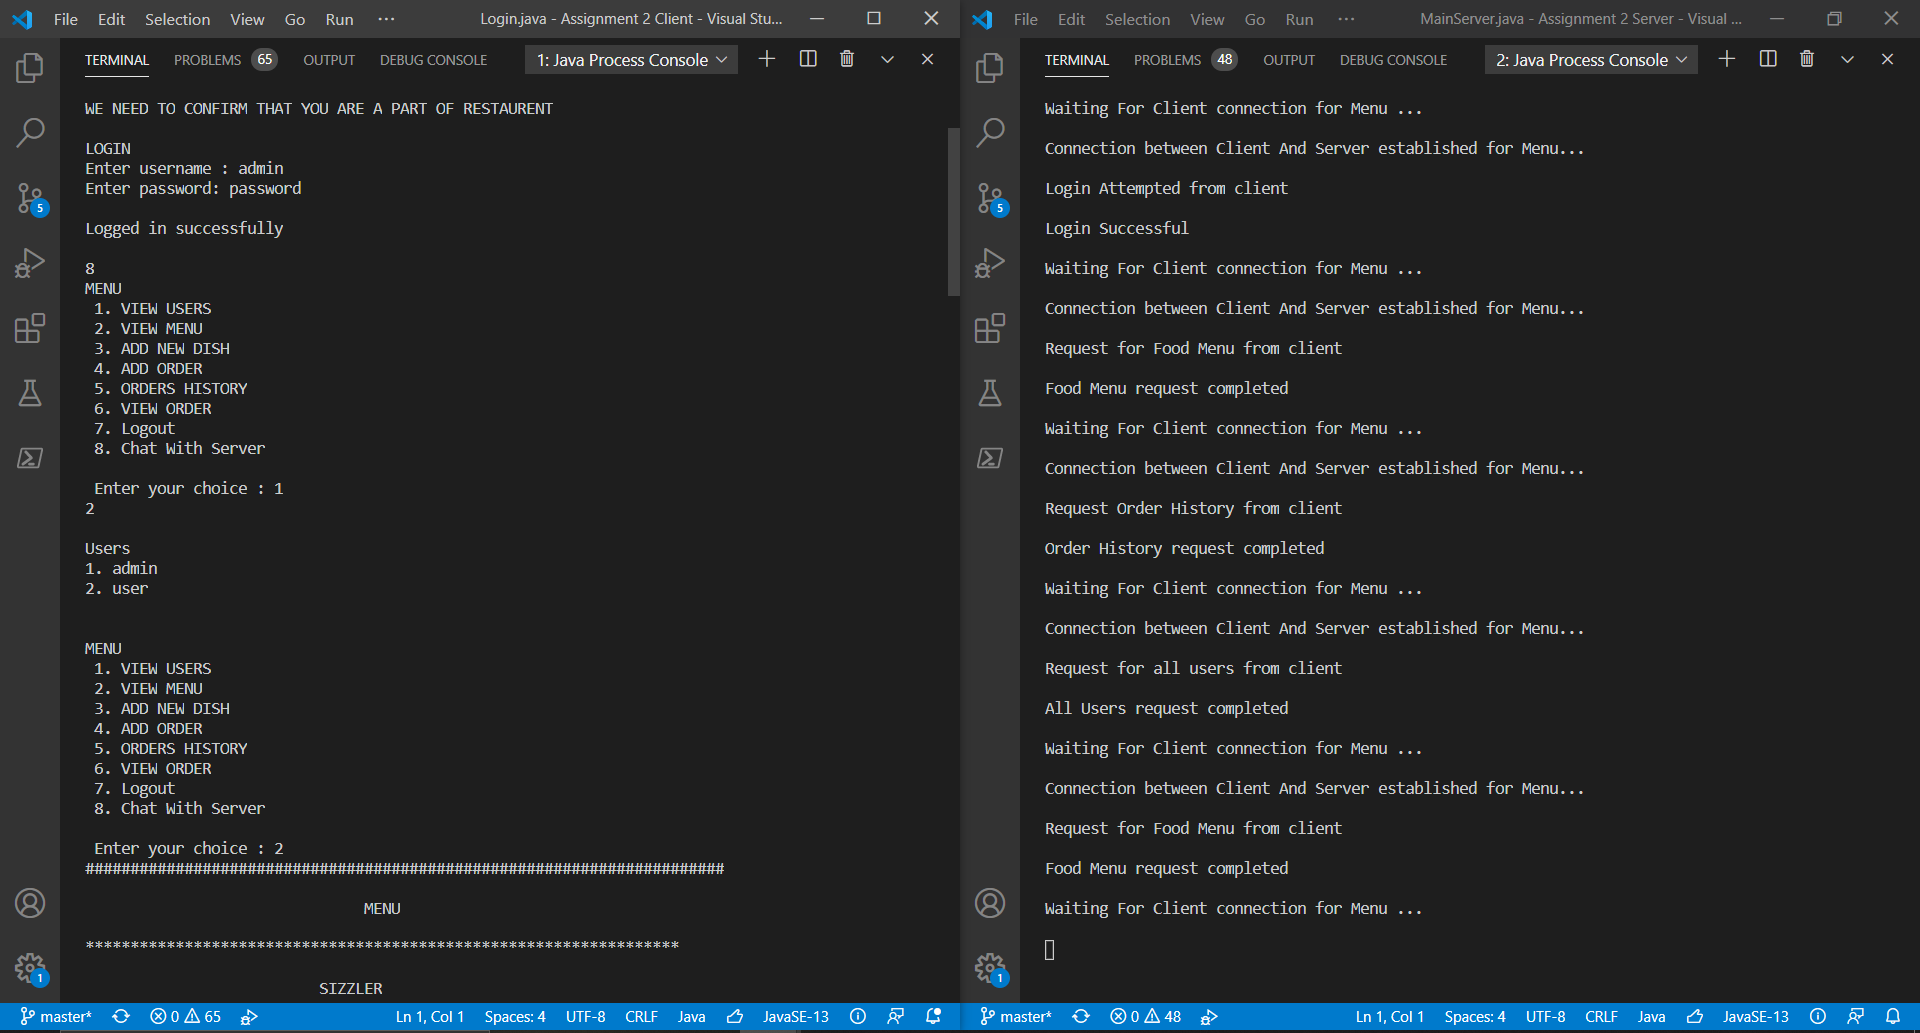 File Edit Selection View Go Run ··· Login.java - Assignment 2 Client - Visual Stu...
TERMINAL PROBLEMS 65 OUTPUT DEBUG CONSOLE 1: Java Process Console
WE NEED TO CONFIRM THAT YOU ARE A PART OF RESTAURENT
LOGIN
Enter username : admin
Enter password: password
Logged in successfully
8
MENU
1. VIEW USERS
2. VIEW MENU
3. ADD NEW DISH
4. ADD ORDER
5. ORDERS HISTORY
6. VIEW ORDER
7. Logout
8. Chat With Server
Enter your choice : 1
2
Users
1. admin
2. user
MENU
1. VIEW USERS
2. VIEW MENU
3. ADD NEW DISH
4. ADD ORDER
5. ORDERS HISTORY
6. VIEW ORDER
7. Logout
8. Chat With Server
Enter your choice : 2
#######################################################################
MENU
******************************************************************
SIZZLER
5
1
master* 0 65 Ln 1, Col 1 Spaces: 4 UTF-8 CRLF Java JavaSE-13
File Edit Selection View Go Run ··· MainServer.java - Assignment 2 Server - Visual ...
TERMINAL PROBLEMS 48 OUTPUT DEBUG CONSOLE 2: Java Process Console
Waiting For Client connection for Menu ...
Connection between Client And Server established for Menu...
Login Attempted from client
Login Successful
Waiting For Client connection for Menu ...
Connection between Client And Server established for Menu...
Request for Food Menu from client
Food Menu request completed
Waiting For Client connection for Menu ...
Connection between Client And Server established for Menu...
Request Order History from client
Order History request completed
Waiting For Client connection for Menu ...
Connection between Client And Server established for Menu...
Request for all users from client
All Users request completed
Waiting For Client connection for Menu ...
Connection between Client And Server established for Menu...
Request for Food Menu from client
Food Menu request completed
Waiting For Client connection for Menu ...
5
1
master* 0 48 Ln 1, Col 1 Spaces: 4 UTF-8 CRLF Java JavaSE-13